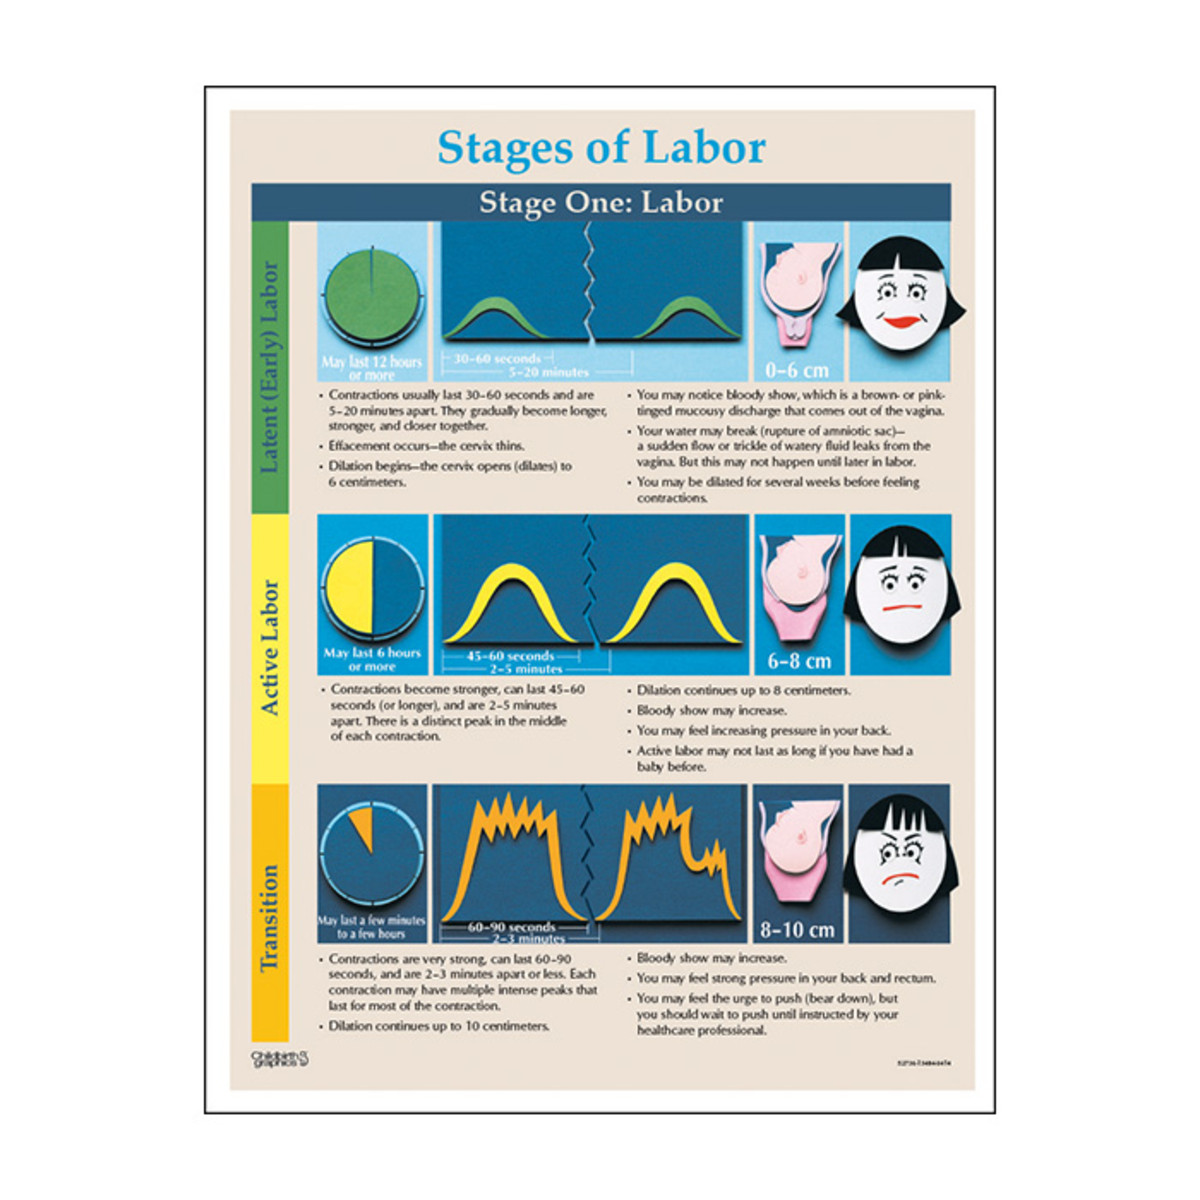 Stages of Labor
Stage One: Labor
Latent (Early) Labor
May last 12 hours
or more
30–60 seconds
5–20 minutes
0–6 cm
• Contractions usually last 30–60 seconds and are
5–20 minutes apart. They gradually become longer,
stronger, and closer together.
• Effacement occurs—the cervix thins.
• Dilation begins—the cervix opens (dilates) to
6 centimeters.
• You may notice bloody show, which is a brown- or pink-
tinged mucousy discharge that comes out of the vagina.
• Your water may break (rupture of amniotic sac)—
a sudden flow or trickle of watery fluid leaks from the
vagina. But this may not happen until later in labor.
• You may be dilated for several weeks before feeling
contractions.
Active Labor
May last 6 hours
or more
45–60 seconds
2–5 minutes
6–8 cm
• Contractions become stronger, can last 45–60
seconds (or longer), and are 2–5 minutes
apart. There is a distinct peak in the middle
of each contraction.
• Dilation continues up to 8 centimeters.
• Bloody show may increase.
• You may feel increasing pressure in your back.
• Active labor may not last as long if you have had a
baby before.
Transition
May last a few minutes
to a few hours
60–90 seconds
2–3 minutes
8–10 cm
• Contractions are very strong, can last 60–90
seconds, and are 2–3 minutes apart or less. Each
contraction may have multiple intense peaks that
last for most of the contraction.
• Dilation continues up to 10 centimeters.
• Bloody show may increase.
• You may feel strong pressure in your back and rectum.
• You may feel the urge to push (bear down), but
you should wait to push until instructed by your
healthcare professional.
Childbirth
graphics